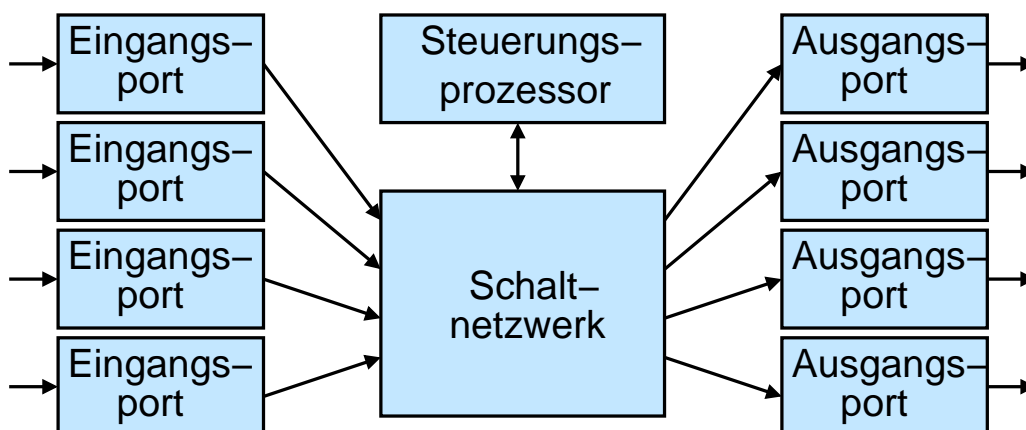 Eingangs–
port
Eingangs–
port
Eingangs–
port
Eingangs–
port
Steuerungs–
prozessor
Schalt–
netzwerk
Ausgangs–
port
Ausgangs–
port
Ausgangs–
port
Ausgangs–
port